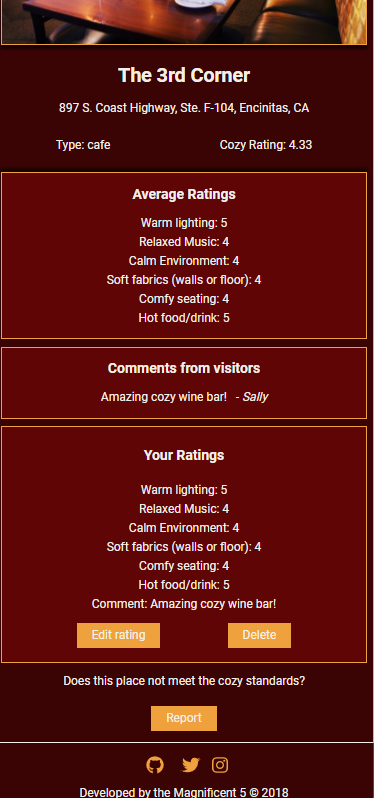 The 3rd Corner
897 S. Coast Highway, Ste. F-104, Encinitas, CA
Type: cafe Cozy Rating: 4.33
Average Ratings
Warm lighting: 5
Relaxed Music: 4
Calm Environment: 4
Soft fabrics (walls or floor): 4
Comfy seating: 4
Hot food/drink: 5
Comments from visitors
Amazing cozy wine bar! - Sally
Your Ratings
Warm lighting: 5
Relaxed Music: 4
Calm Environment: 4
Soft fabrics (walls or floor): 4
Comfy seating: 4
Hot food/drink: 5
Comment: Amazing cozy wine bar!
Edit rating Delete
Does this place not meet the cozy standards?
Report
Developed by the Magnificent 5 © 2018